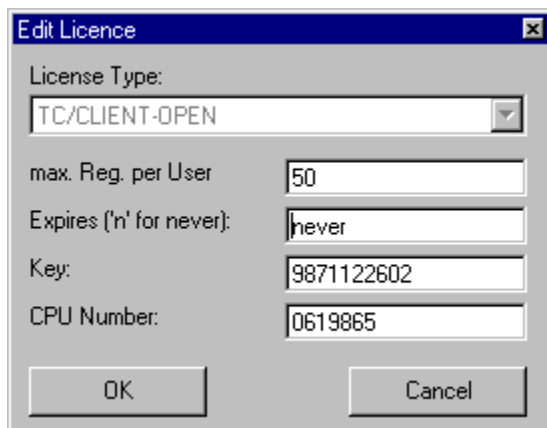 Edit Licence
License Type:
TC/CLIENT-OPEN
max. Reg. per User 50
Expires ('n' for never): never
Key: 9871122602
CPU Number: 0619865
OK Cancel